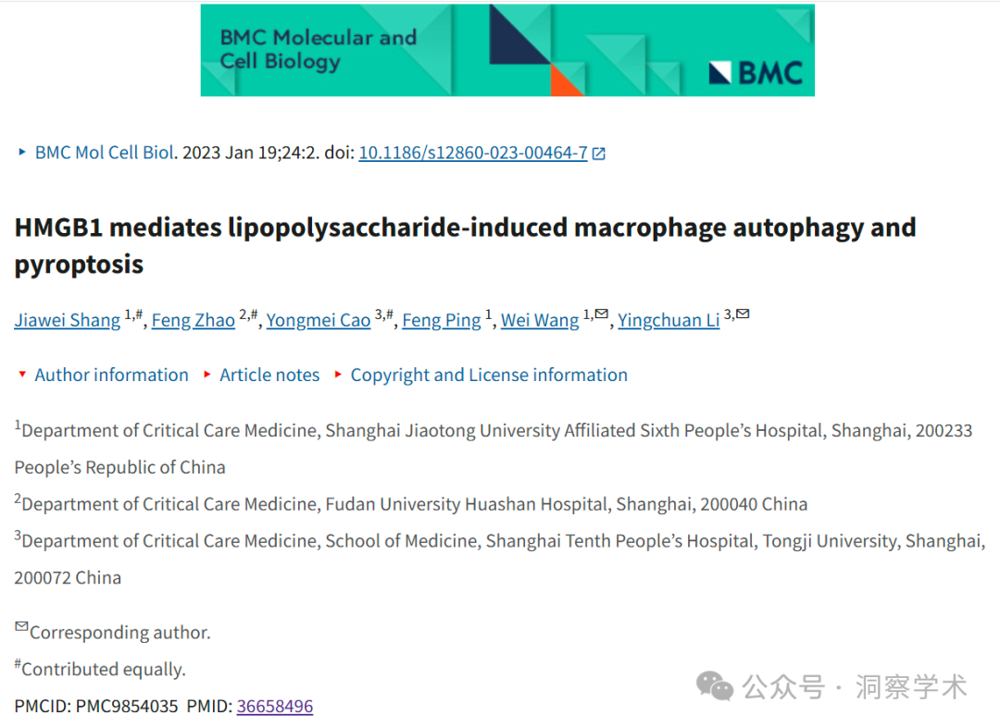 BMC Molecular and
Cell Biology
BMC
BMC Mol Cell Biol. 2023 Jan 19;24:2. doi: 10.1186/s12860-023-00464-7
HMGB1 mediates lipopolysaccharide-induced macrophage autophagy and
pyroptosis
Jiawei Shang 1,#, Feng Zhao 2,#, Yongmei Cao 3,#, Feng Ping 1, Wei Wang 1,✉, Yingchuan Li 3,✉
Author information Article notes Copyright and License information
1Department of Critical Care Medicine, Shanghai Jiaotong University Affiliated Sixth People’s Hospital, Shanghai, 200233
People’s Republic of China
2Department of Critical Care Medicine, Fudan University Huashan Hospital, Shanghai, 200040 China
3Department of Critical Care Medicine, School of Medicine, Shanghai Tenth People’s Hospital, Tongji University, Shanghai,
200072 China
✉Corresponding author.
#Contributed equally.
公众号 · 洞察学术
PMCID: PMC9854035 PMID: 36658496